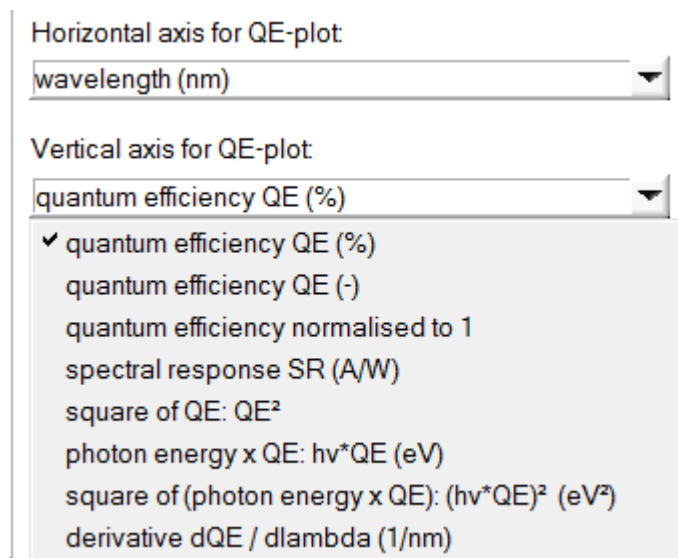 Horizontal axis for QE-plot:
wavelength (nm)
Vertical axis for QE-plot:
quantum efficiency QE (%)
quantum efficiency QE (%)
quantum efficiency QE (-)
quantum efficiency normalised to 1
spectral response SR (A/W)
square of QE: QE²
photon energy x QE: hv*QE (eV)
square of (photon energy x QE): (hv*QE)² (eV²)
derivative dQE / dlambda (1/nm)